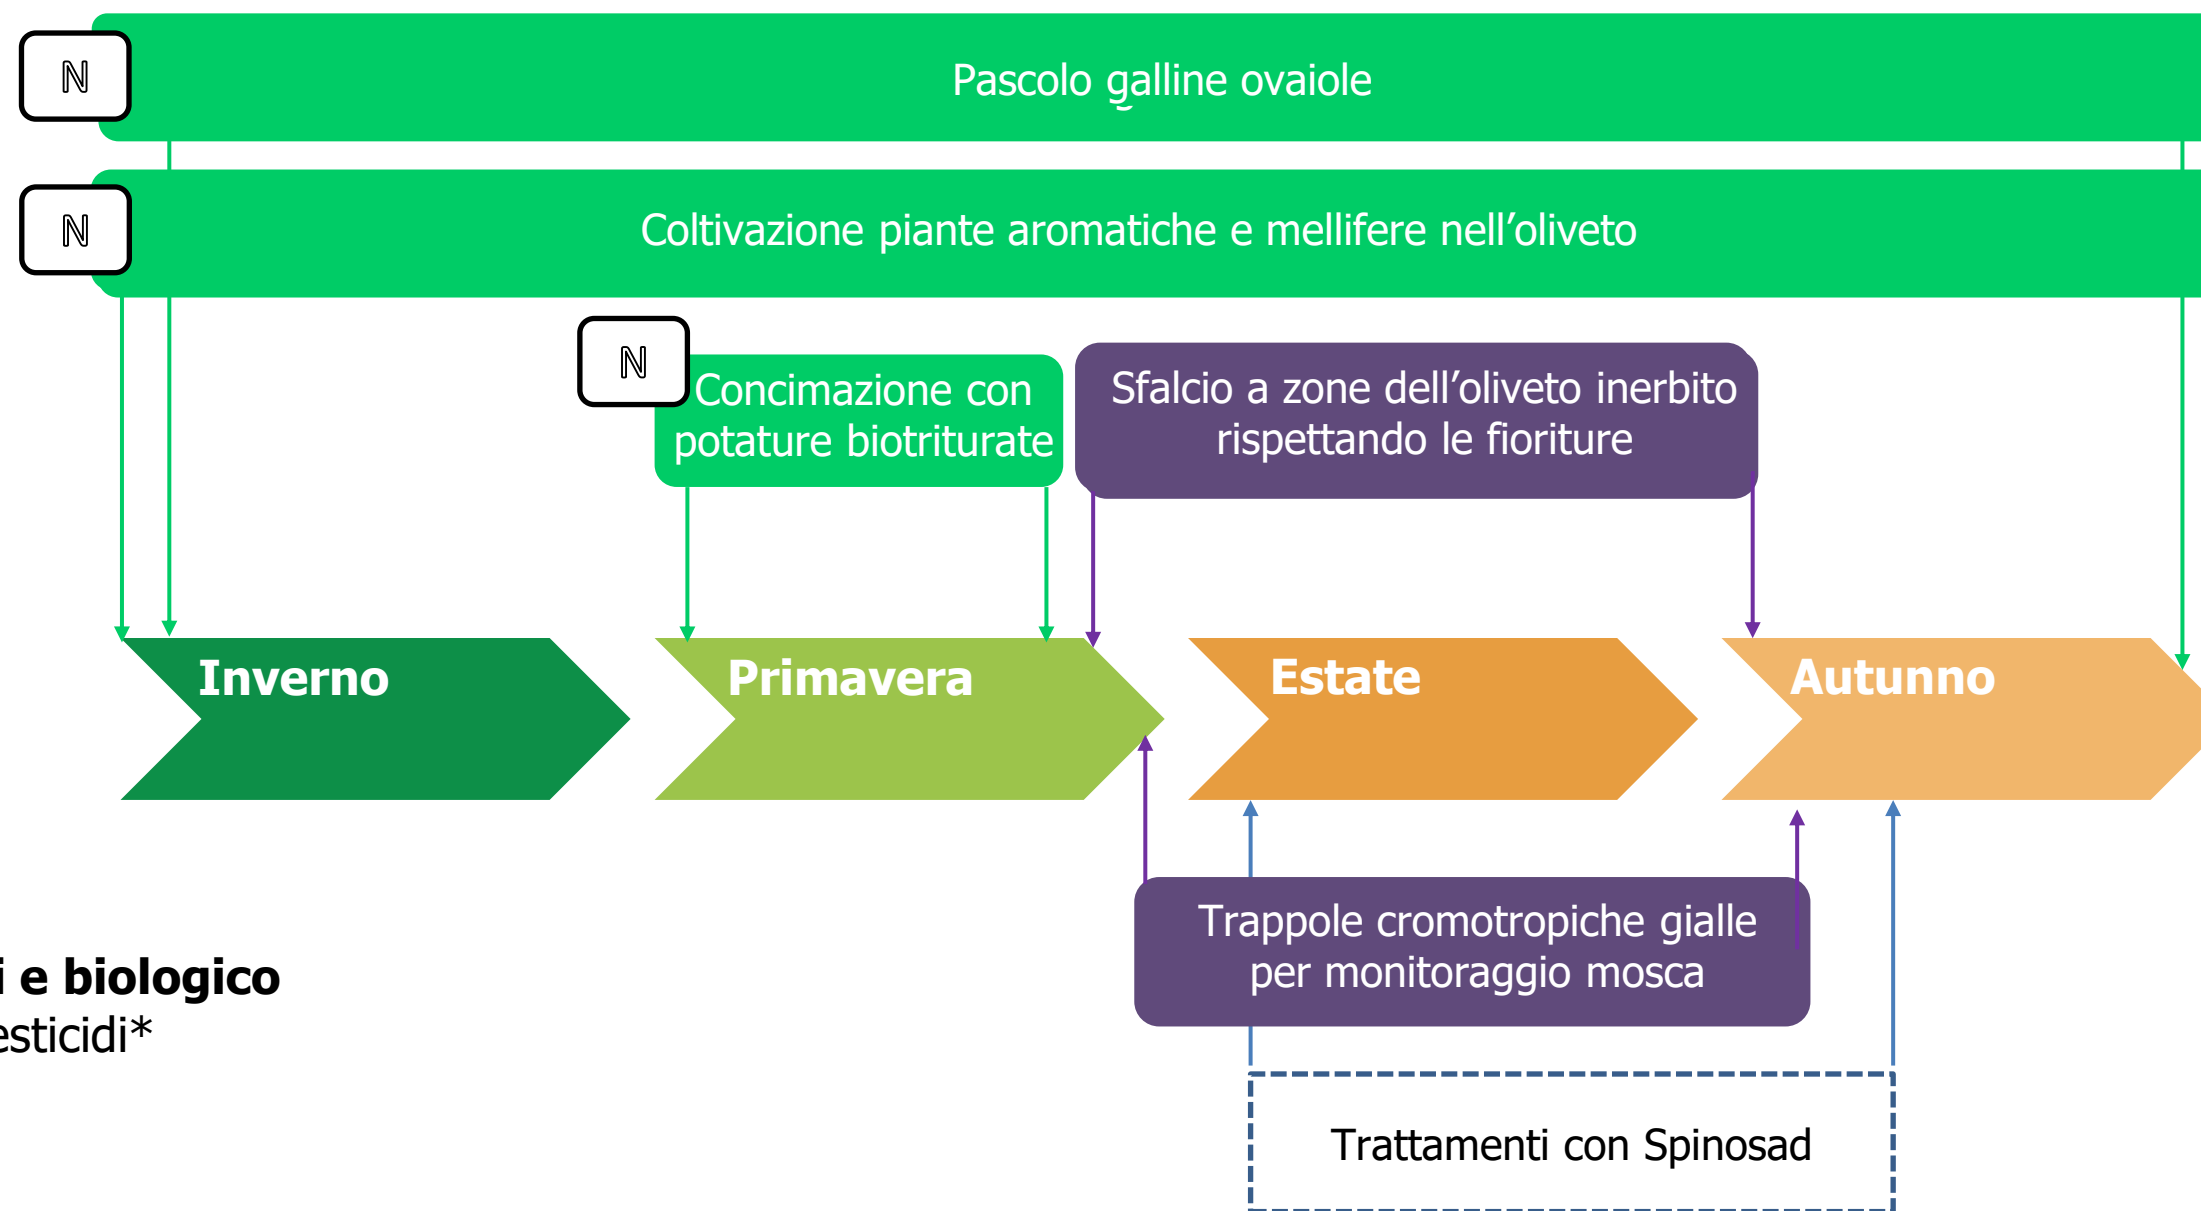 ℕ
Pascolo galline ovaiole
ℕ
Coltivazione piante aromatiche e mellifere nell’oliveto
ℕ
Concimazione con
potature biotriturate
Sfalcio a zone dell’oliveto inerbito
rispettando le fioriture
Inverno
Primavera
Estate
Autunno
Trappole cromotropiche gialle
per monitoraggio mosca
i e biologico
esticidi*
Trattamenti con Spinosad